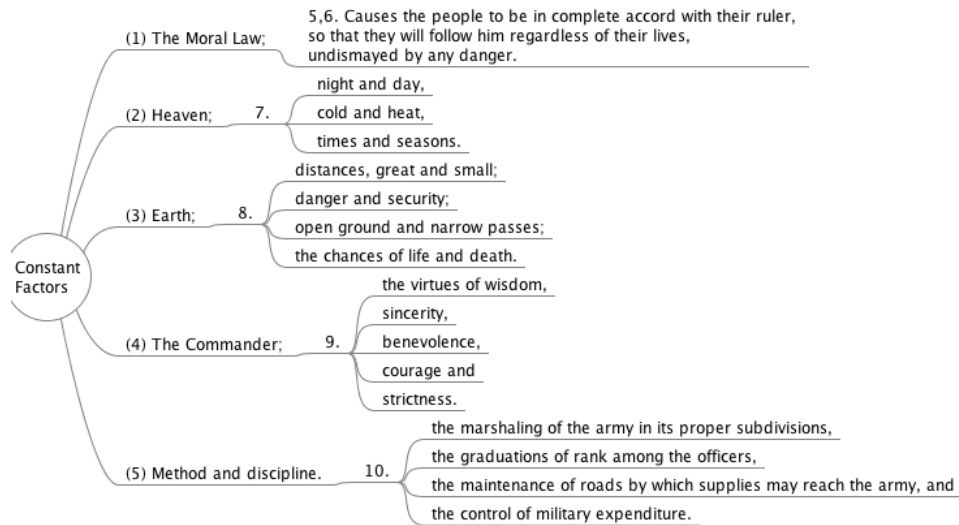 Constant
Factors
(1) The Moral Law;
5,6. Causes the people to be in complete accord with their ruler,
so that they will follow him regardless of their lives,
undismayed by any danger.
(2) Heaven;
7.
night and day,
cold and heat,
times and seasons.
(3) Earth;
8.
distances, great and small;
danger and security;
open ground and narrow passes;
the chances of life and death.
(4) The Commander;
9.
the virtues of wisdom,
sincerity,
benevolence,
courage and
strictness.
(5) Method and discipline.
10.
the marshaling of the army in its proper subdivisions,
the graduations of rank among the officers,
the maintenance of roads by which supplies may reach the army, and
the control of military expenditure.